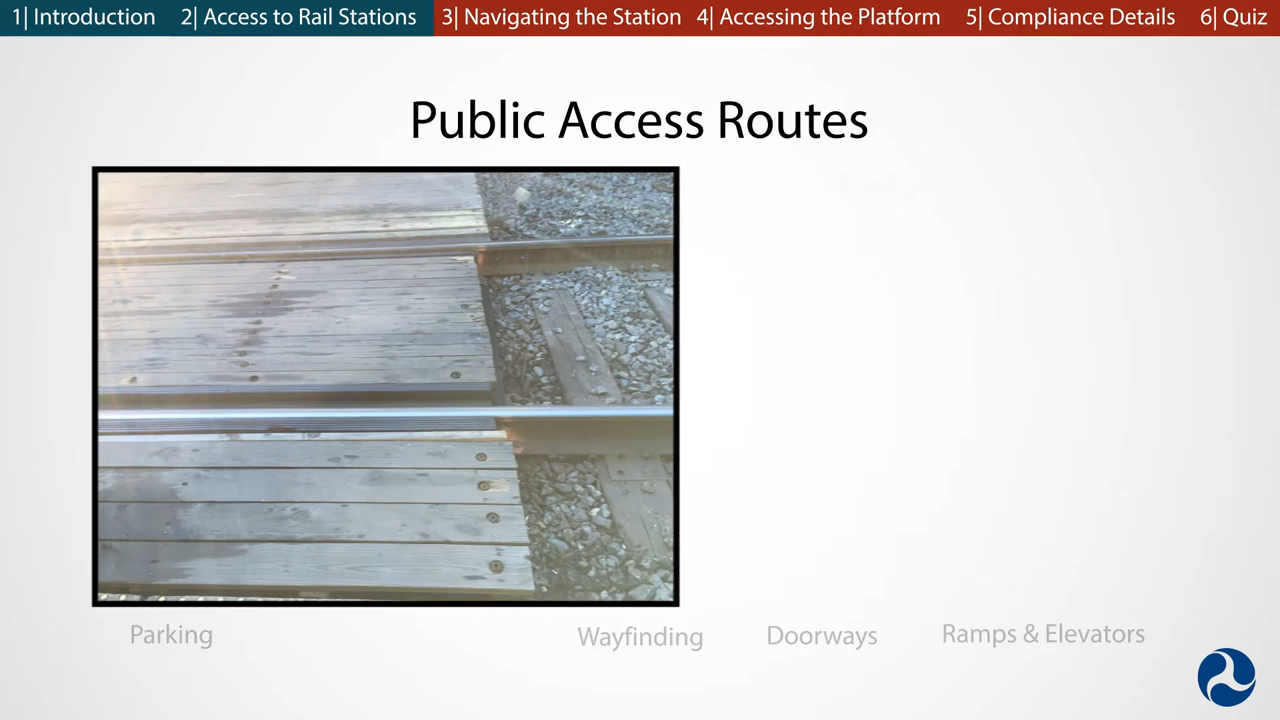 1| Introduction 2| Access to Rail Stations 3| Navigating the Station 4| Accessing the Platform 5| Compliance Details 6| Quiz
Public Access Routes
Parking Wayfinding Doorways Ramps & Elevators